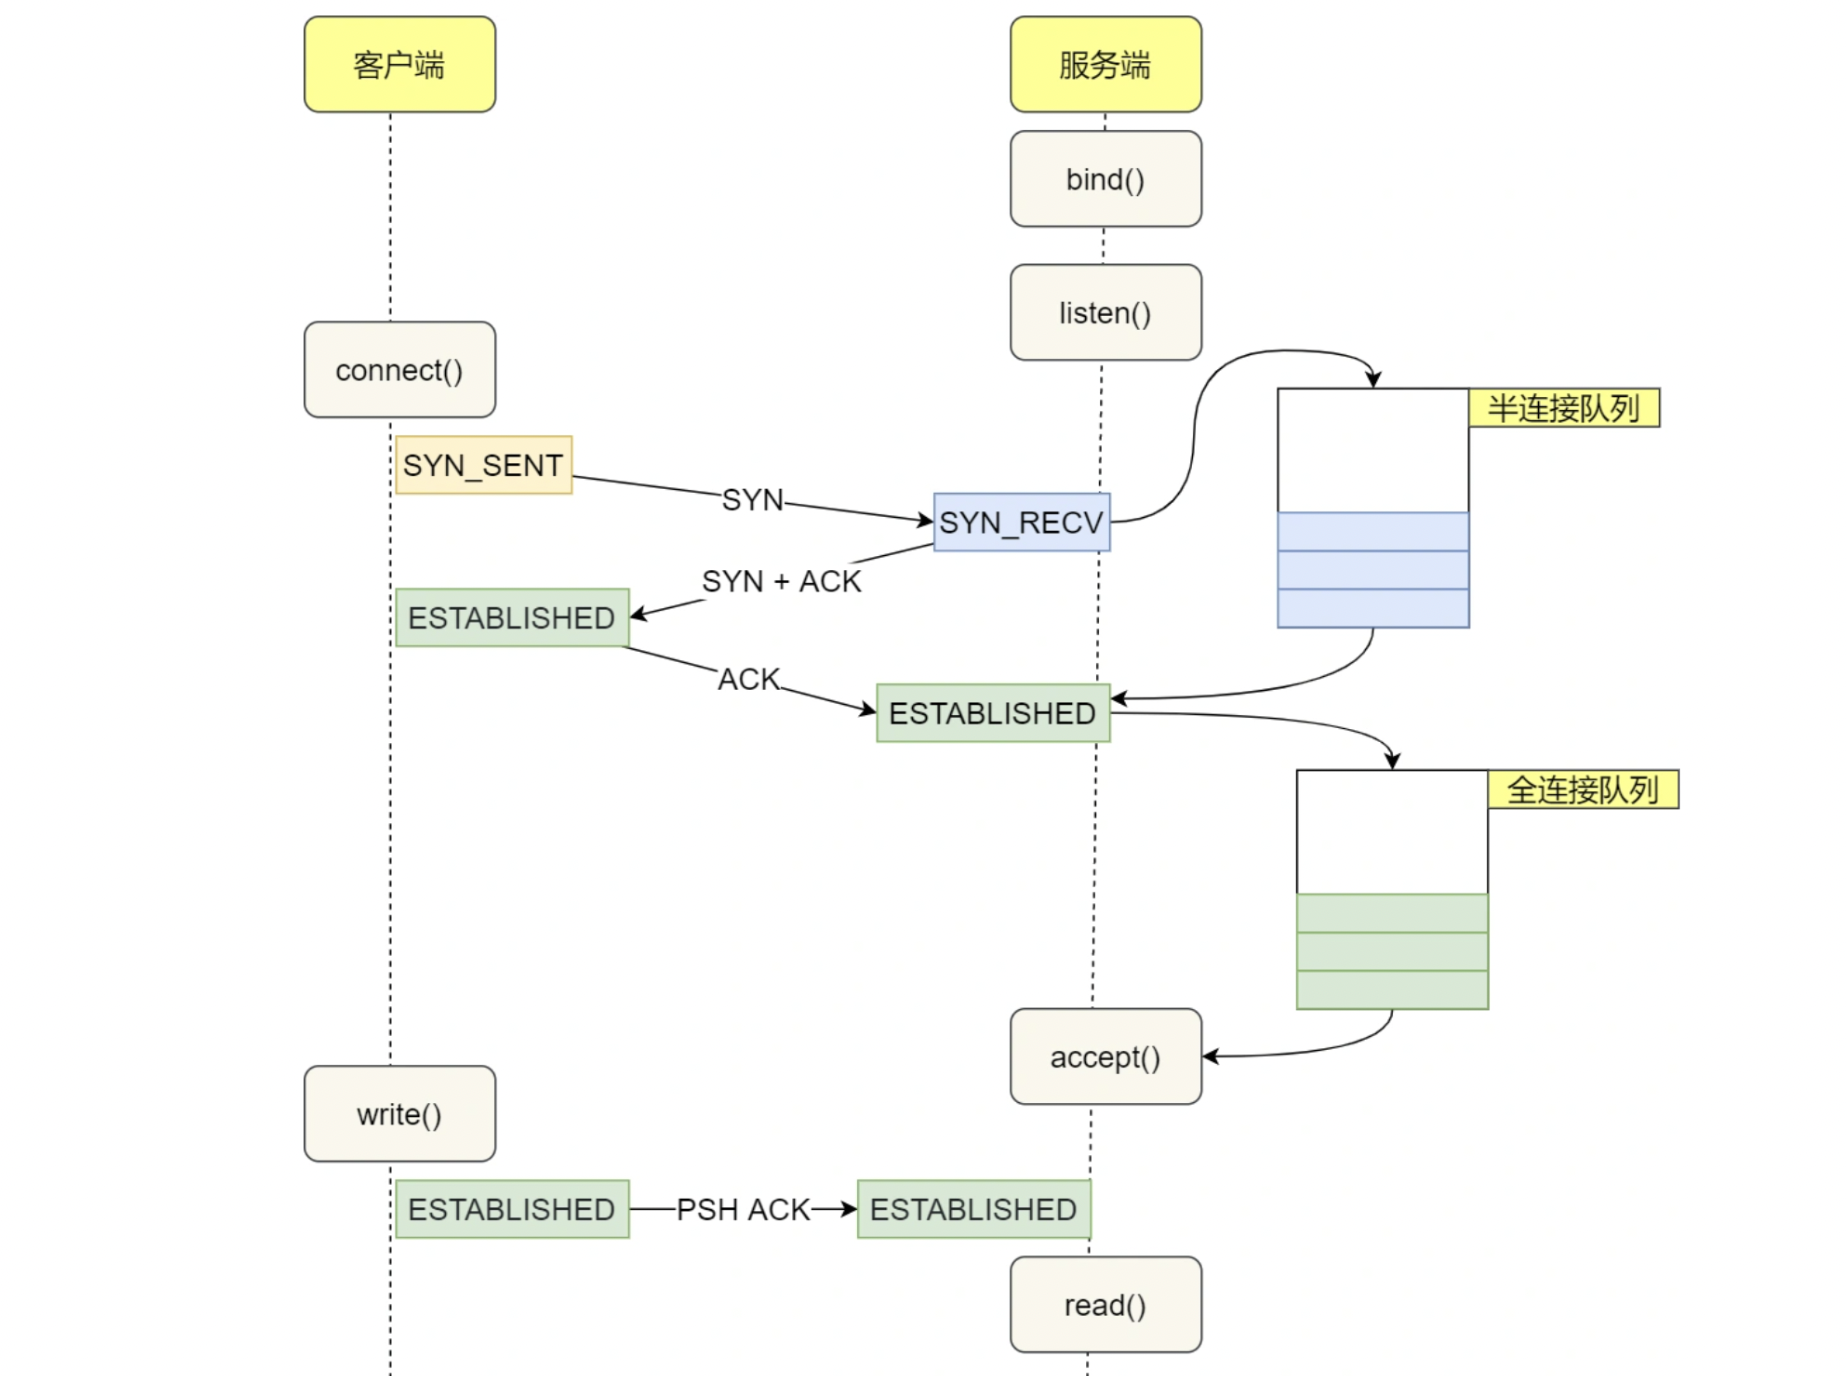 客户端
服务端
bind()
listen()
connect()
半连接队列
SYN_SENT
SYN
SYN_RECV
SYN + ACK
ESTABLISHED
ACK
ESTABLISHED
全连接队列
accept()
write()
ESTABLISHED
PSH ACK
ESTABLISHED
read()